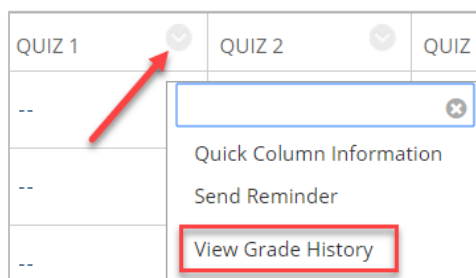 QUIZ 1 QUIZ 2 QUIZ
--
Quick Column Information
--
Send Reminder
View Grade History
--